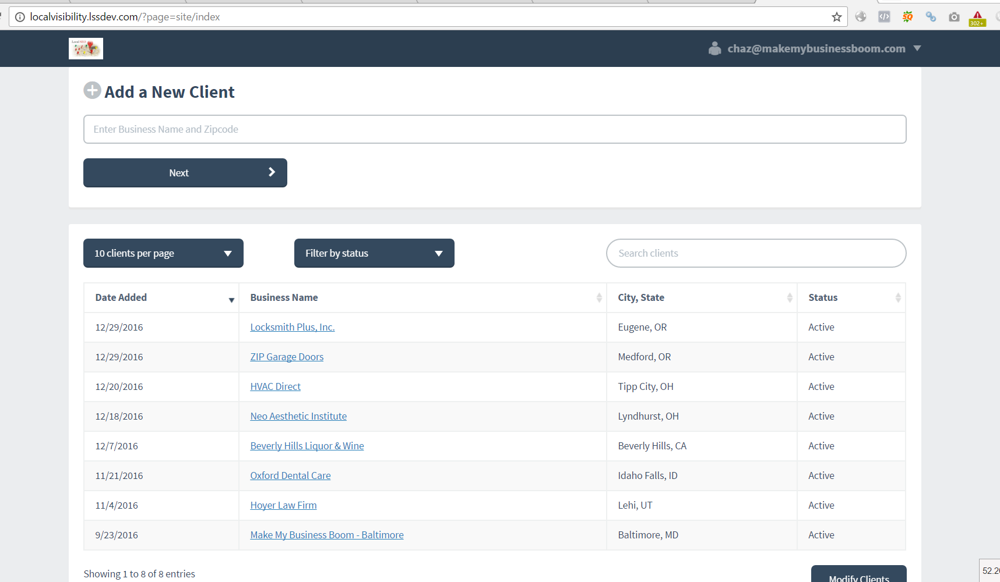 localvisibility.lssdev.com/?page=site/index
302+
Local SEO
chaz@makemybusinessboom.com
Add a New Client
Enter Business Name and Zipcode
Next
10 clients per page
Filter by status
Search clients
Date Added Business Name City, State Status
12/29/2016 Locksmith Plus, Inc. Eugene, OR Active
12/29/2016 ZIP Garage Doors Medford, OR Active
12/20/2016 HVAC Direct Tipp City, OH Active
12/18/2016 Neo Aesthetic Institute Lyndhurst, OH Active
12/7/2016 Beverly Hills Liquor & Wine Beverly Hills, CA Active
11/21/2016 Oxford Dental Care Idaho Falls, ID Active
11/4/2016 Hoyer Law Firm Lehi, UT Active
9/23/2016 Make My Business Boom - Baltimore Baltimore, MD Active
Showing 1 to 8 of 8 entries
Modify Clients